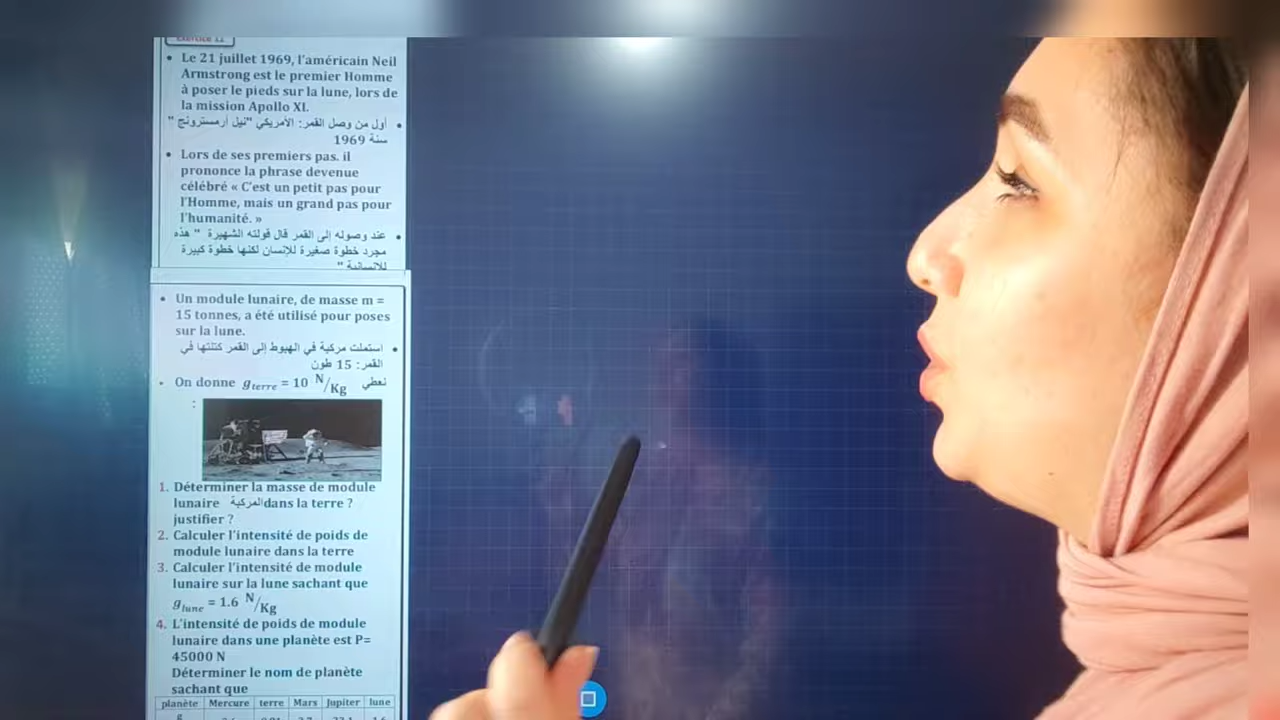 Exercice 12
• Le 21 juillet 1969, l'américain Neil
Armstrong est le premier Homme
à poser le pieds sur la lune, lors de
la mission Apollo XI.
• أول من وصل القمر: الأمريكي "نيل أرمسترونج "
سنة 1969
• Lors de ses premiers pas. il
prononce la phrase devenue
célébré « C'est un petit pas pour
l'Homme, mais un grand pas pour
l'humanité. »
• عند وصوله إلى القمر قال قولته الشهيرة " هذه
مجرد خطوة صغيرة للإنسان لكنها خطوة كبيرة
للإنسانية "
• Un module lunaire, de masse m =
15 tonnes, a été utilisé pour poses
sur la lune.
• استملت مركبة في الهبوط إلى القمر كتلتها في
القمر: 15 طون
• On donne g_terre = 10 N/Kg نعطي
:
1. Déterminer la masse de module
lunaire المركبة dans la terre ?
justifier ?
2. Calculer l'intensité de poids de
module lunaire dans la terre
3. Calculer l'intensité de module
lunaire sur la lune sachant que
g_lune = 1.6 N/Kg
4. L'intensité de poids de module
lunaire dans une planète est P=
45000 N
Déterminer le nom de planète
sachant que
planète Mercure terre Mars Jupiter lune
g